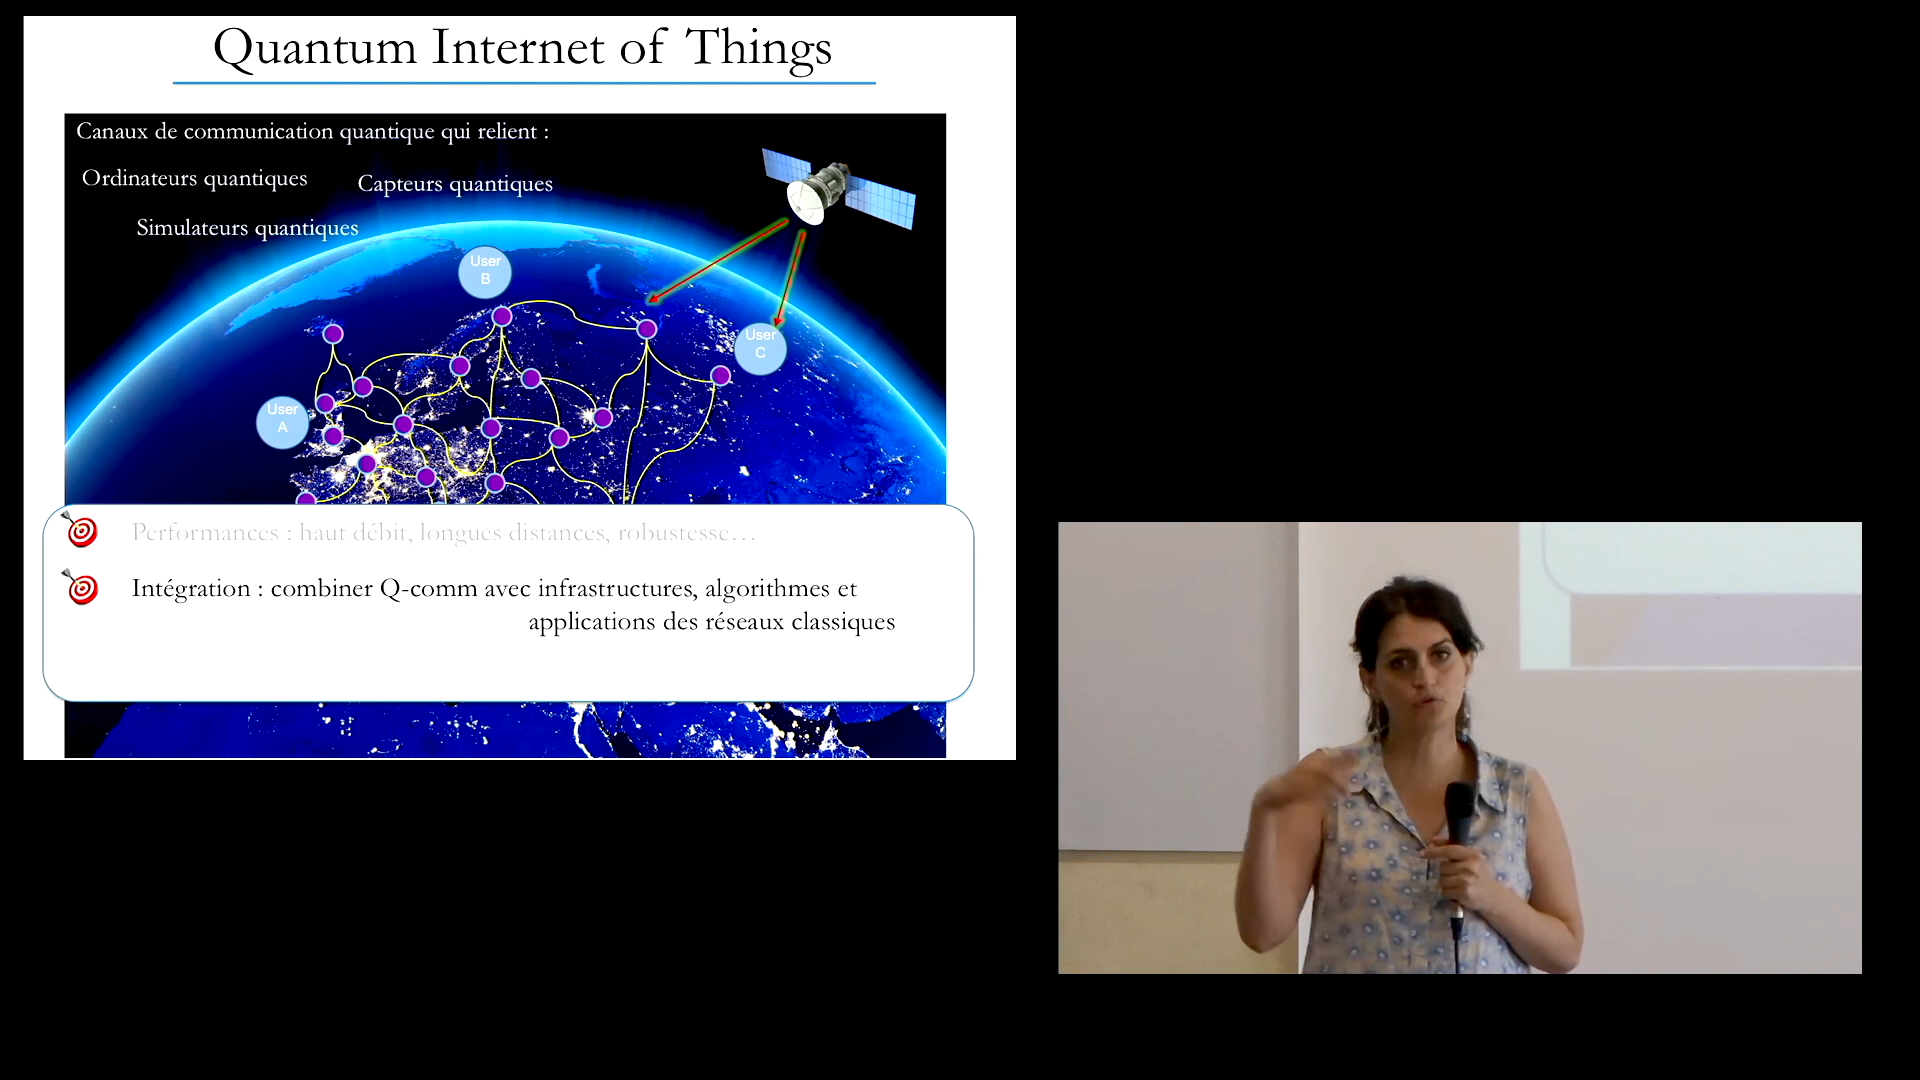 Quantum Internet of Things
Canaux de communication quantique qui relient :
Ordinateurs quantiques
Capteurs quantiques
Simulateurs quantiques
User
B
User
C
User
A
Performances : haut débit, longues distances, robustesse…
Intégration : combiner Q-comm avec infrastructures, algorithmes et
applications des réseaux classiques